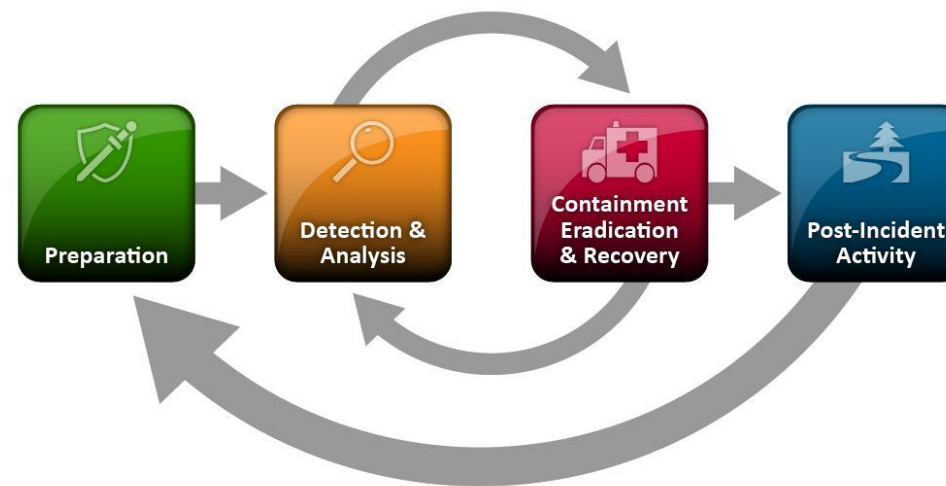 Preparation
Detection &
Analysis
Containment
Eradication
& Recovery
Post-Incident
Activity